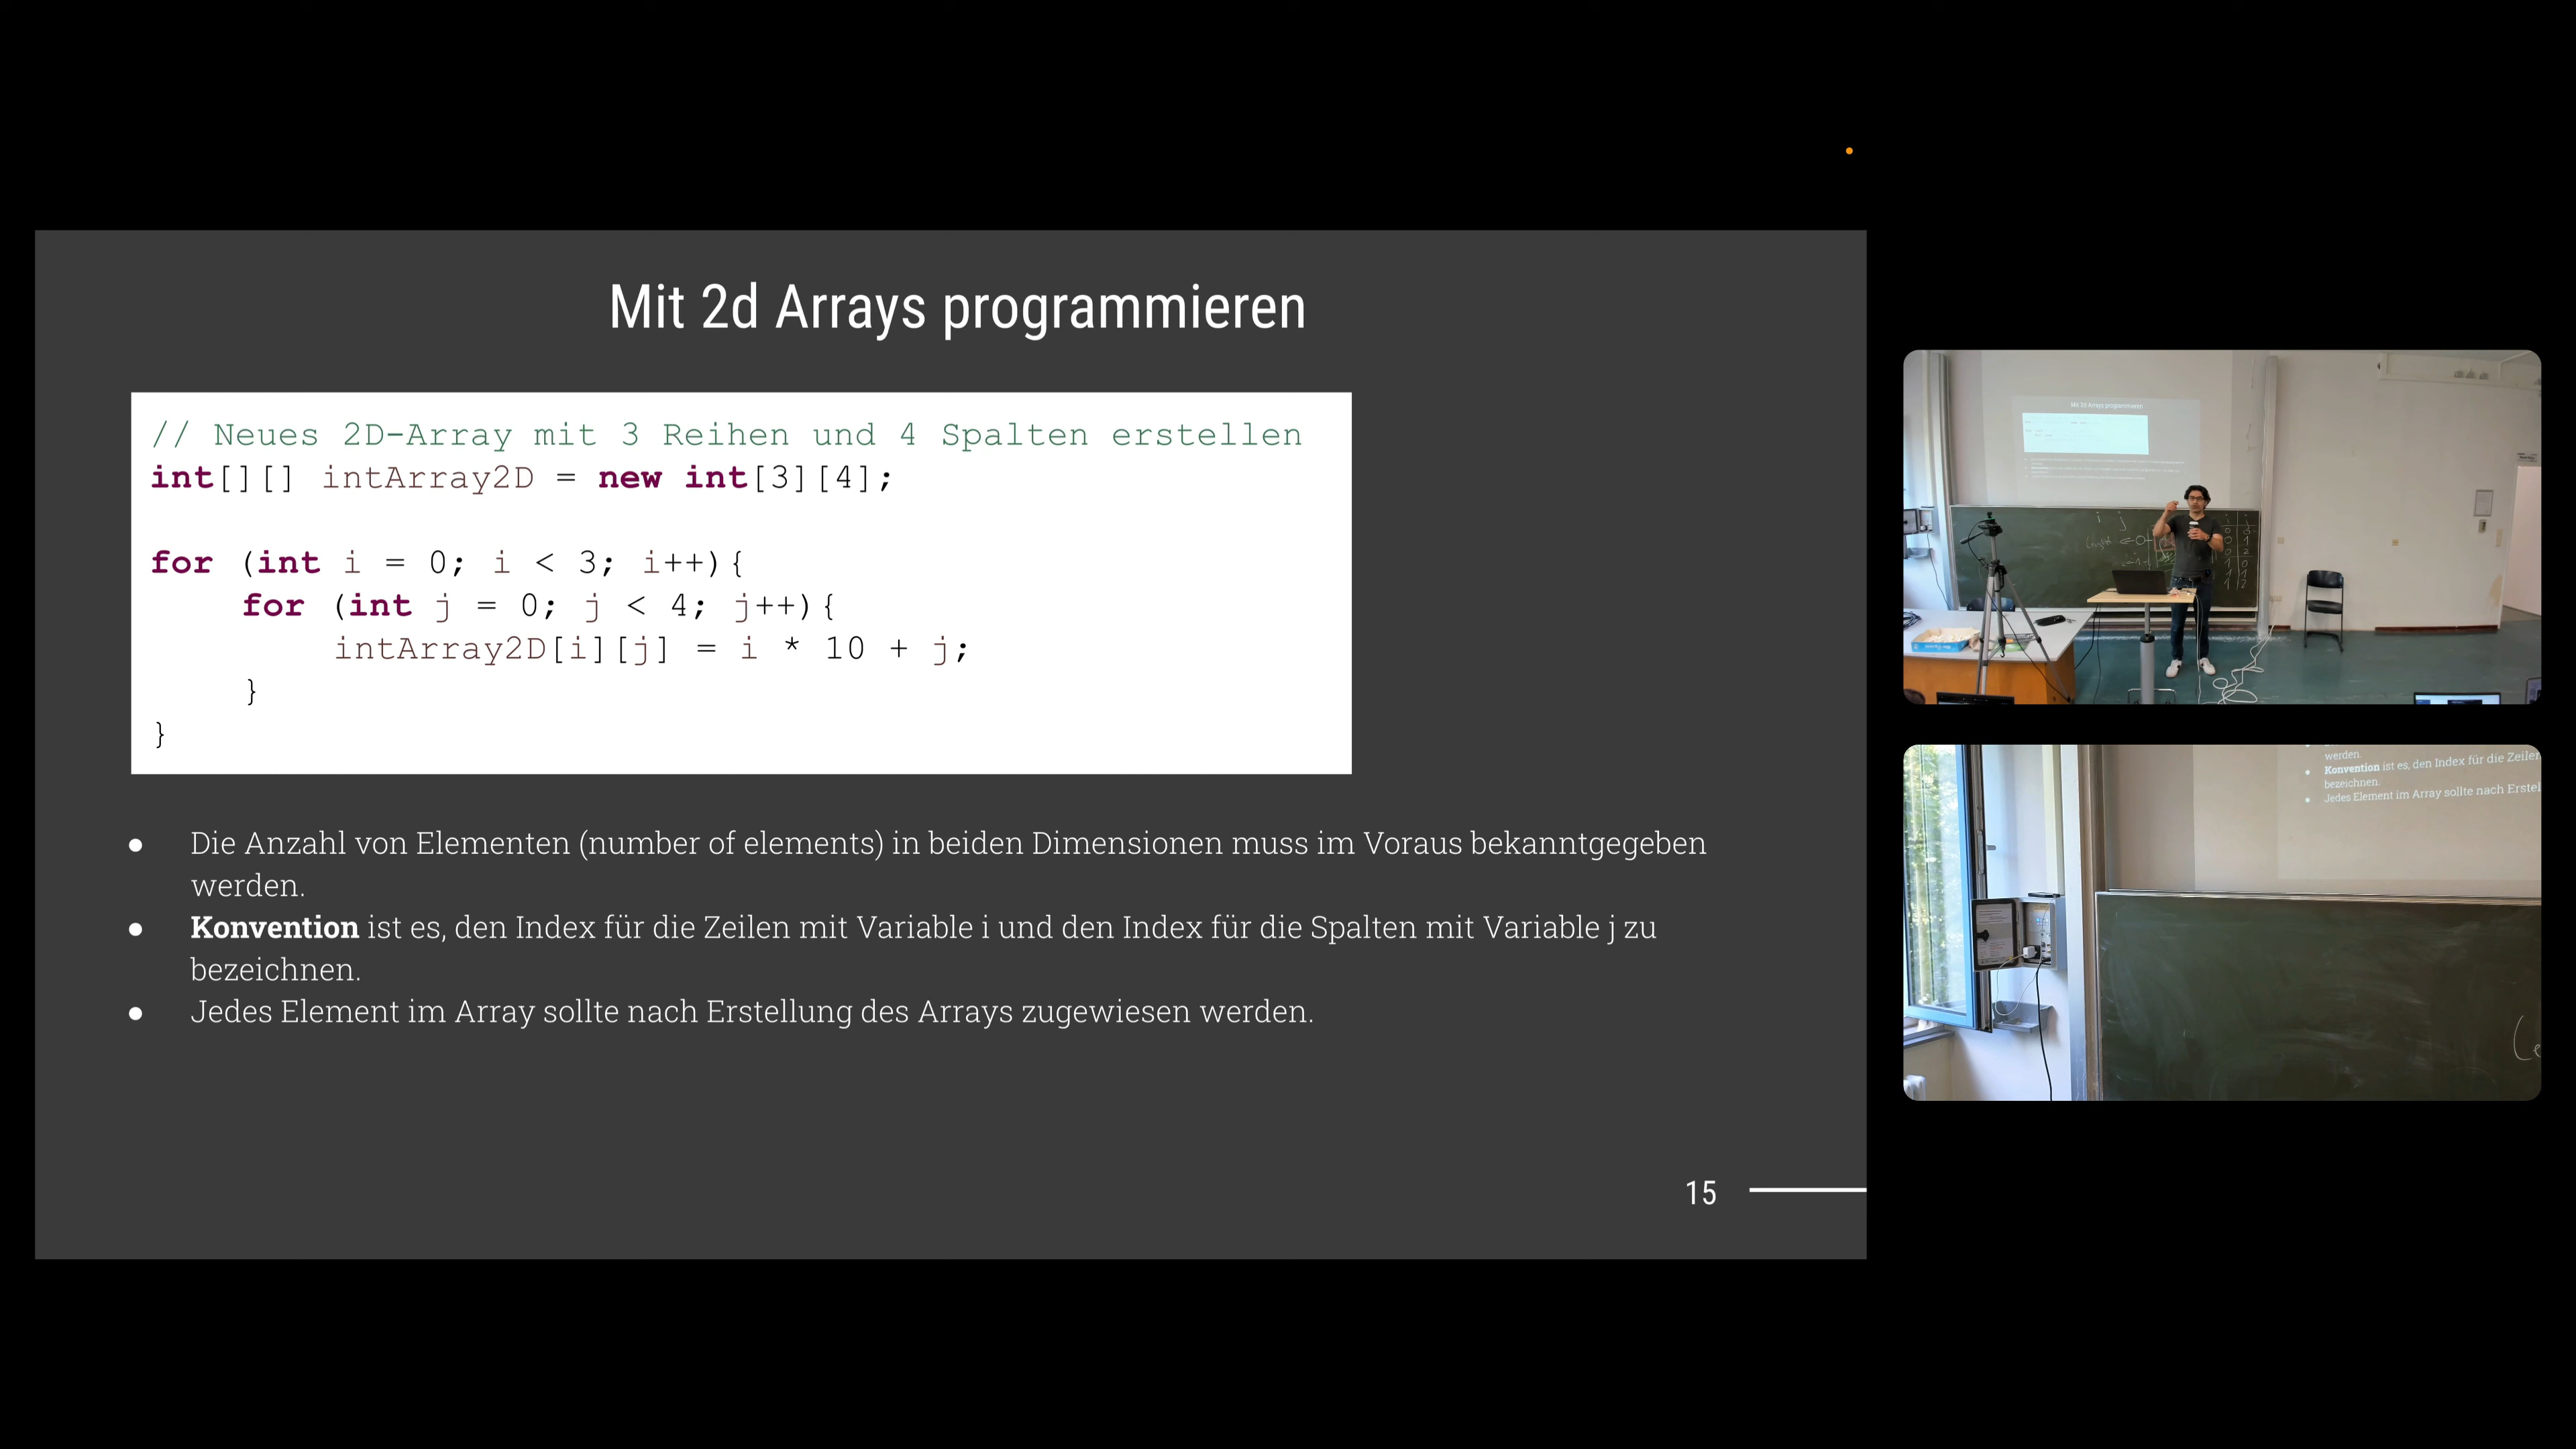 Mit 2d Arrays programmieren
// Neues 2D-Array mit 3 Reihen und 4 Spalten erstellen
int[][] intArray2D = new int[3][4];
for (int i = 0; i < 3; i++){
for (int j = 0; j < 4; j++){
intArray2D[i][j] = i * 10 + j;
}
}
● Die Anzahl von Elementen (number of elements) in beiden Dimensionen muss im Voraus bekanntgegeben
werden.
● Konvention ist es, den Index für die Zeilen mit Variable i und den Index für die Spalten mit Variable j zu
bezeichnen.
● Jedes Element im Array sollte nach Erstellung des Arrays zugewiesen werden.
15
Mit 2d Arrays programmieren
i j
werden.
● Konvention ist es, den Index für die Zeilen
bezeichnen.
● Jedes Element im Array sollte nach Erstel